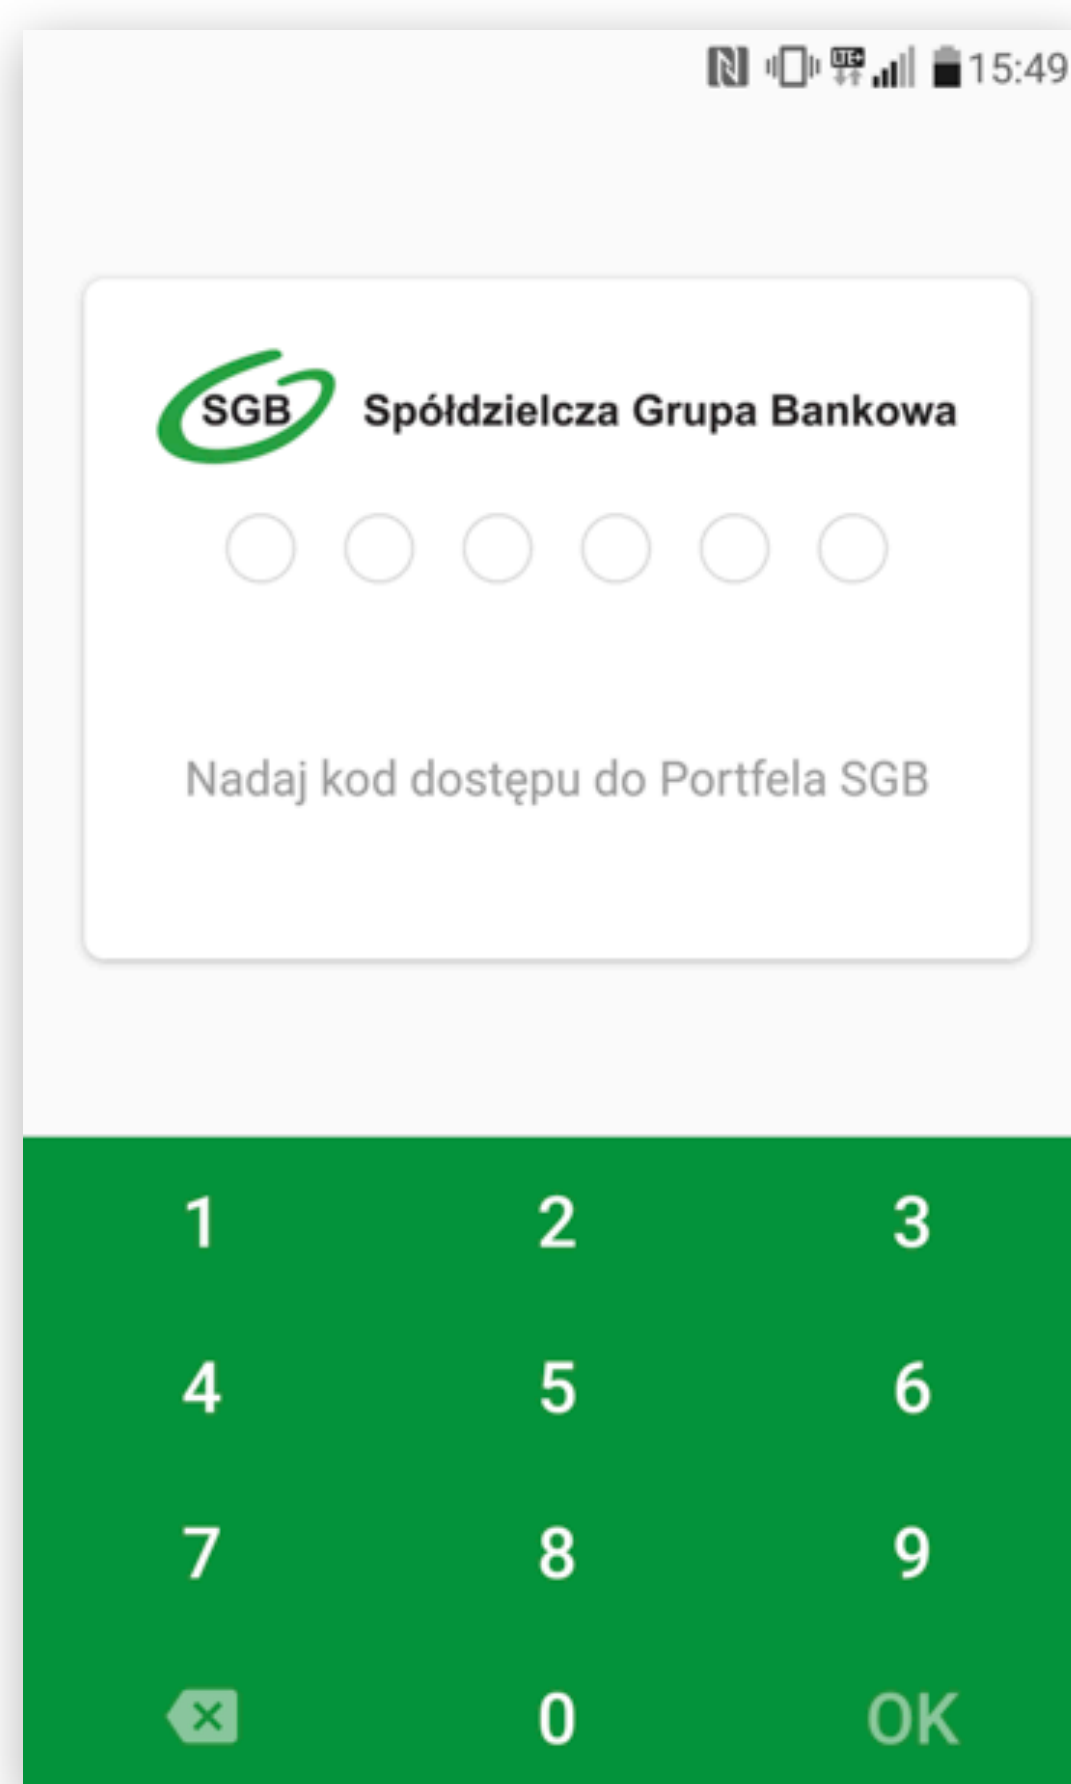 LTE+ 15:49
SGB Spółdzielcza Grupa Bankowa
Nadaj kod dostępu do Portfela SGB
1 2 3
4 5 6
7 8 9
0 OK